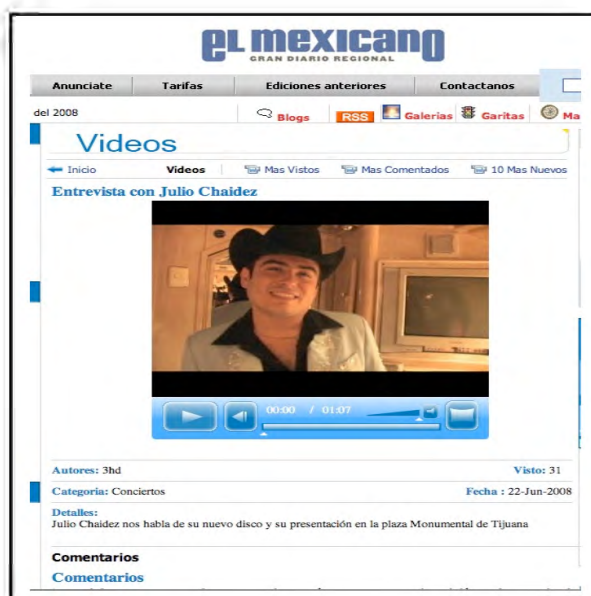 eL mexicano
GRAN DIARIO REGIONAL
Anunciate Tarifas Ediciones anteriores Contactanos
del 2008 Blogs RSS Galerias Garitas Ma
Videos
Inicio Videos Mas Vistos Mas Comentados 10 Mas Nuevos
Entrevista con Julio Chaidez
00:00 / 01:07
Autores: 3hd Visto: 31
Categoria: Conciertos Fecha : 22-Jun-2008
Detalles:
Julio Chaidez nos habla de su nuevo disco y su presentación en la plaza Monumental de Tijuana
Comentarios
Comentarios